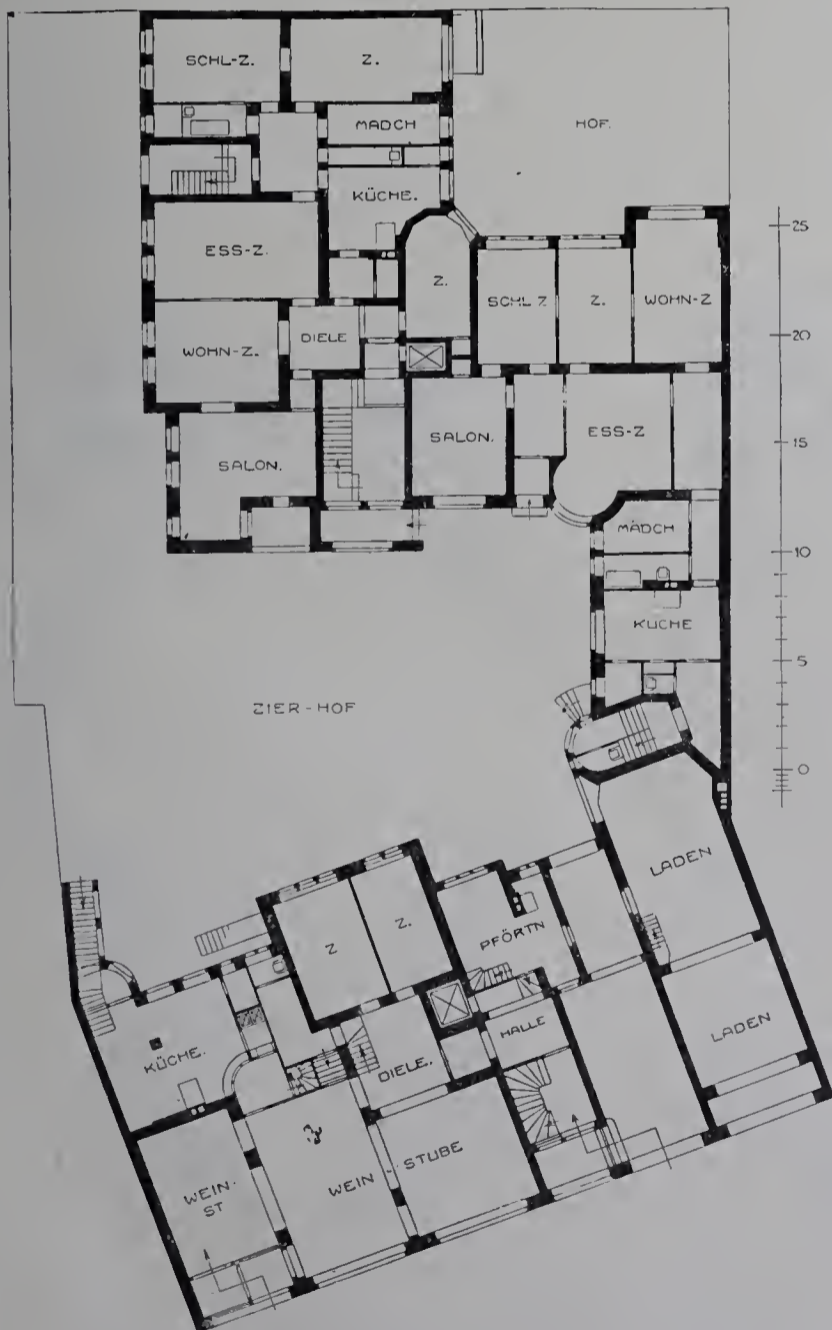 SCHL-Z.
Z.
MÄDCH
HOF.
KÜCHE.
ESS-Z.
Z.
SCHL Z
Z.
WOHN-Z
WOHN-Z.
DIELE
SALON.
SALON.
ESS-Z
MÄDCH
KÜCHE
25
20
15
10
5
0
ZIER-HOF
LADEN
Z
Z.
PFÖRTN
LADEN
KÜCHE.
HALLE
DIELE.
WEIN-
ST
WEIN - STUBE